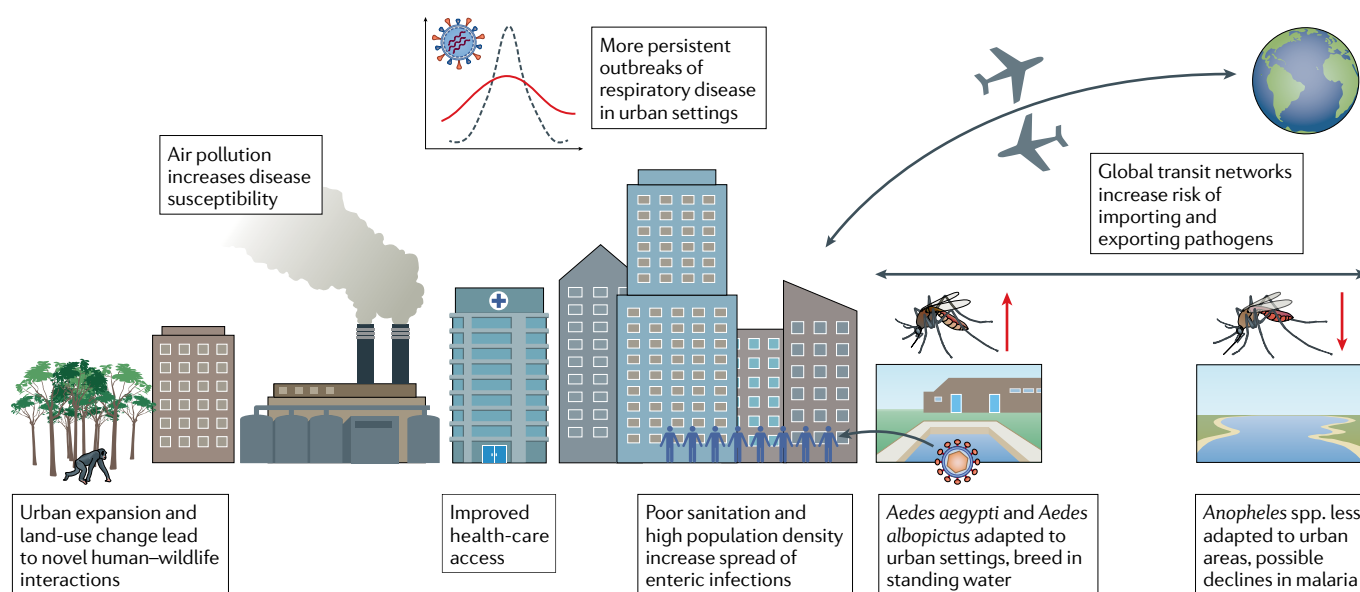 More persistent
outbreaks of
respiratory disease
in urban settings
Air pollution
increases disease
susceptibility
Global transit networks
increase risk of
importing and
exporting pathogens
Urban expansion and
land-use change lead
to novel human–wildlife
interactions
Improved
health-care
access
Poor sanitation and
high population density
increase spread of
enteric infections
Aedes aegypti and Aedes
albopictus adapted to
urban settings, breed in
standing water
Anopheles spp. less
adapted to urban
areas, possible
declines in malaria